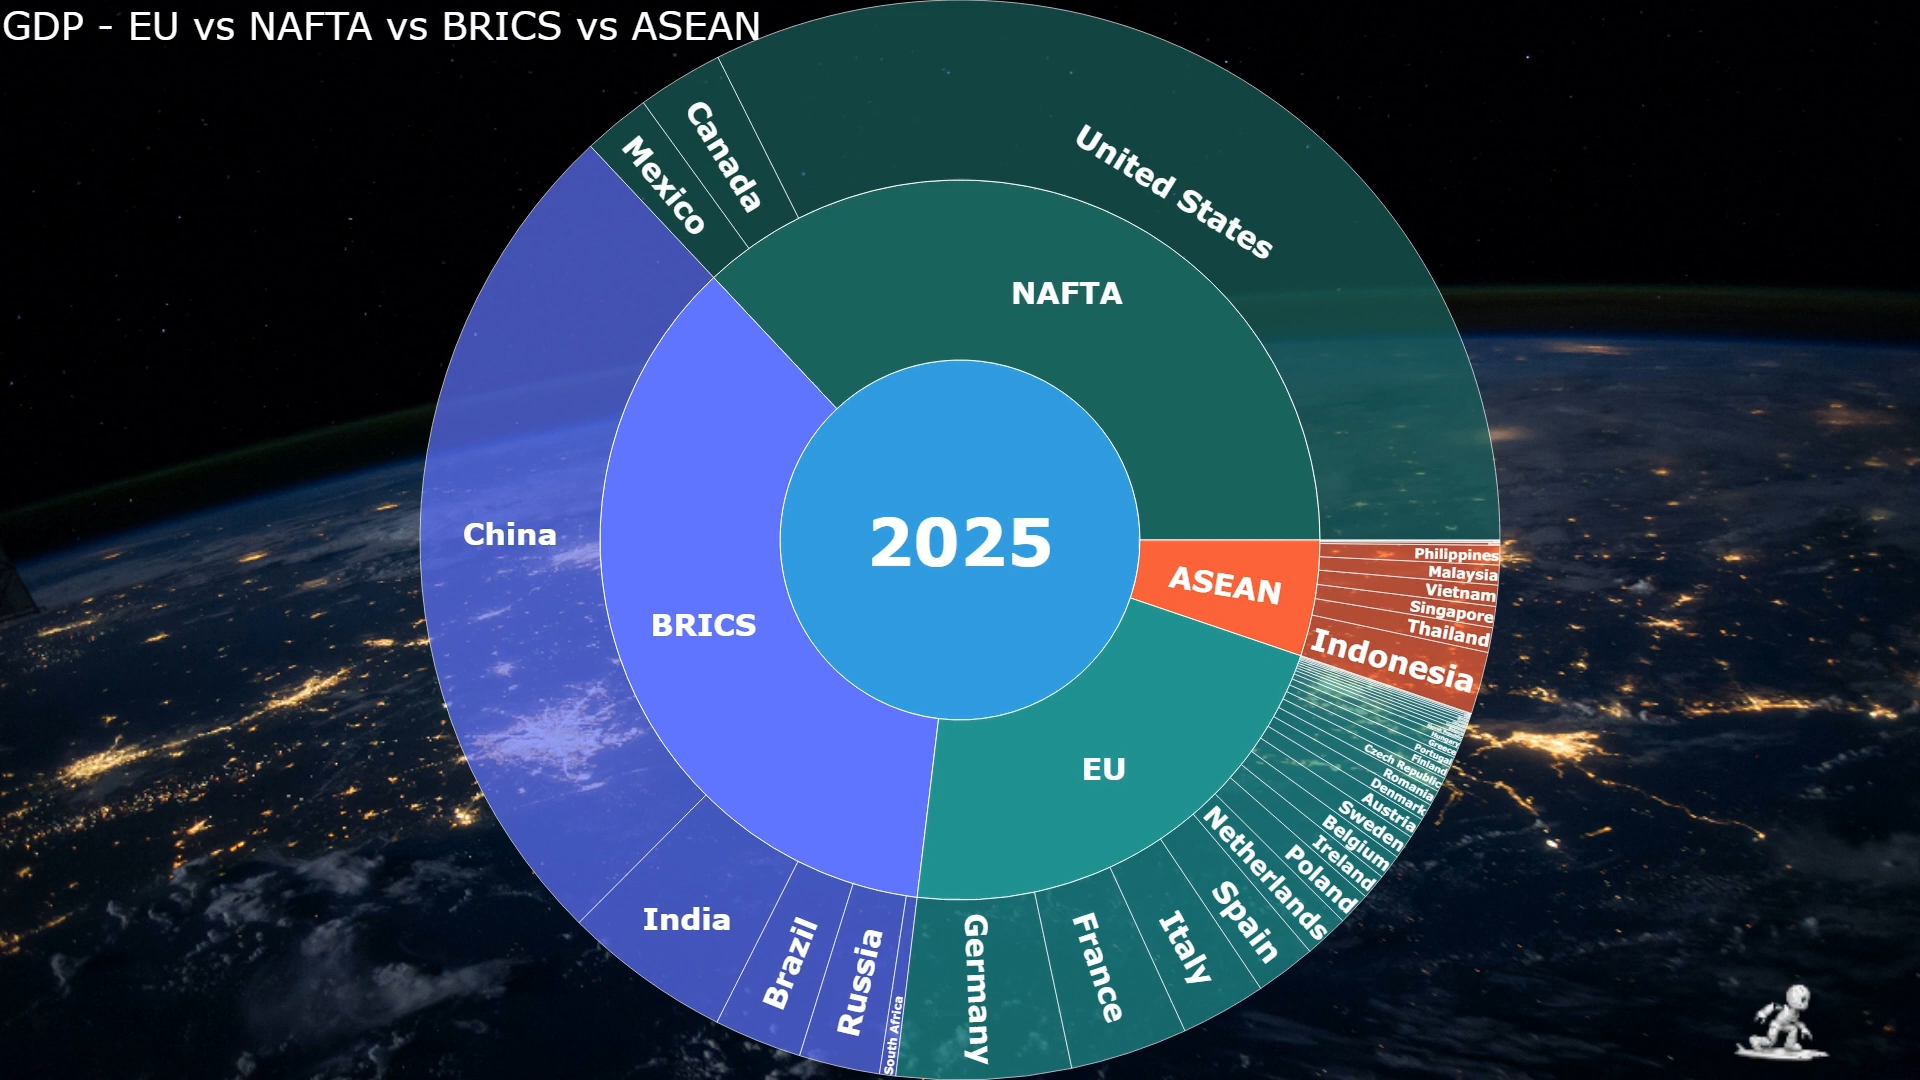 GDP - EU vs NAFTA vs BRICS vs ASEAN
Mexico
Canada
United States
NAFTA
China
BRICS
2025
ASEAN
Philippines
Malaysia
Vietnam
Singapore
Thailand
Indonesia
EU
Hungary
Greece
Portugal
Finland
Czech Republic
Romania
Denmark
Austria
Sweden
Belgium
Ireland
Poland
Netherlands
Spain
Italy
France
Germany
South Africa
Russia
Brazil
India